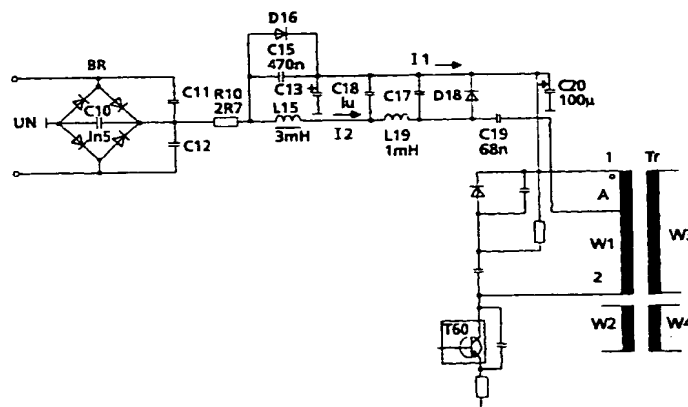 D16
C15
470n
I1
BR
C11
R10
2R7
C13
+
C18
1u
C17
D18
+
C20
100µ
C10
UN
1n5
L15
3mH
I2
L19
1mH
C19
68n
C12
1
Tr
A
W1
W3
2
T60
W2
W4